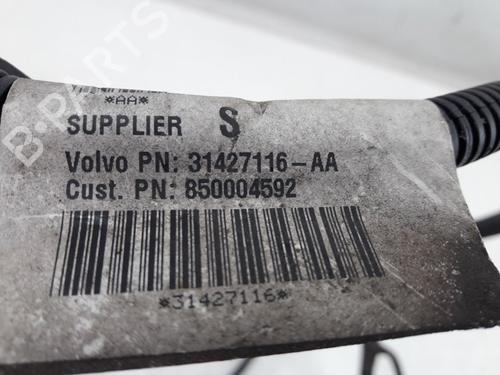 *AA*
SUPPLIER S
Volvo PN: 31427116-AA
Cust. PN: 850004592
*31427116*
B-PARTS